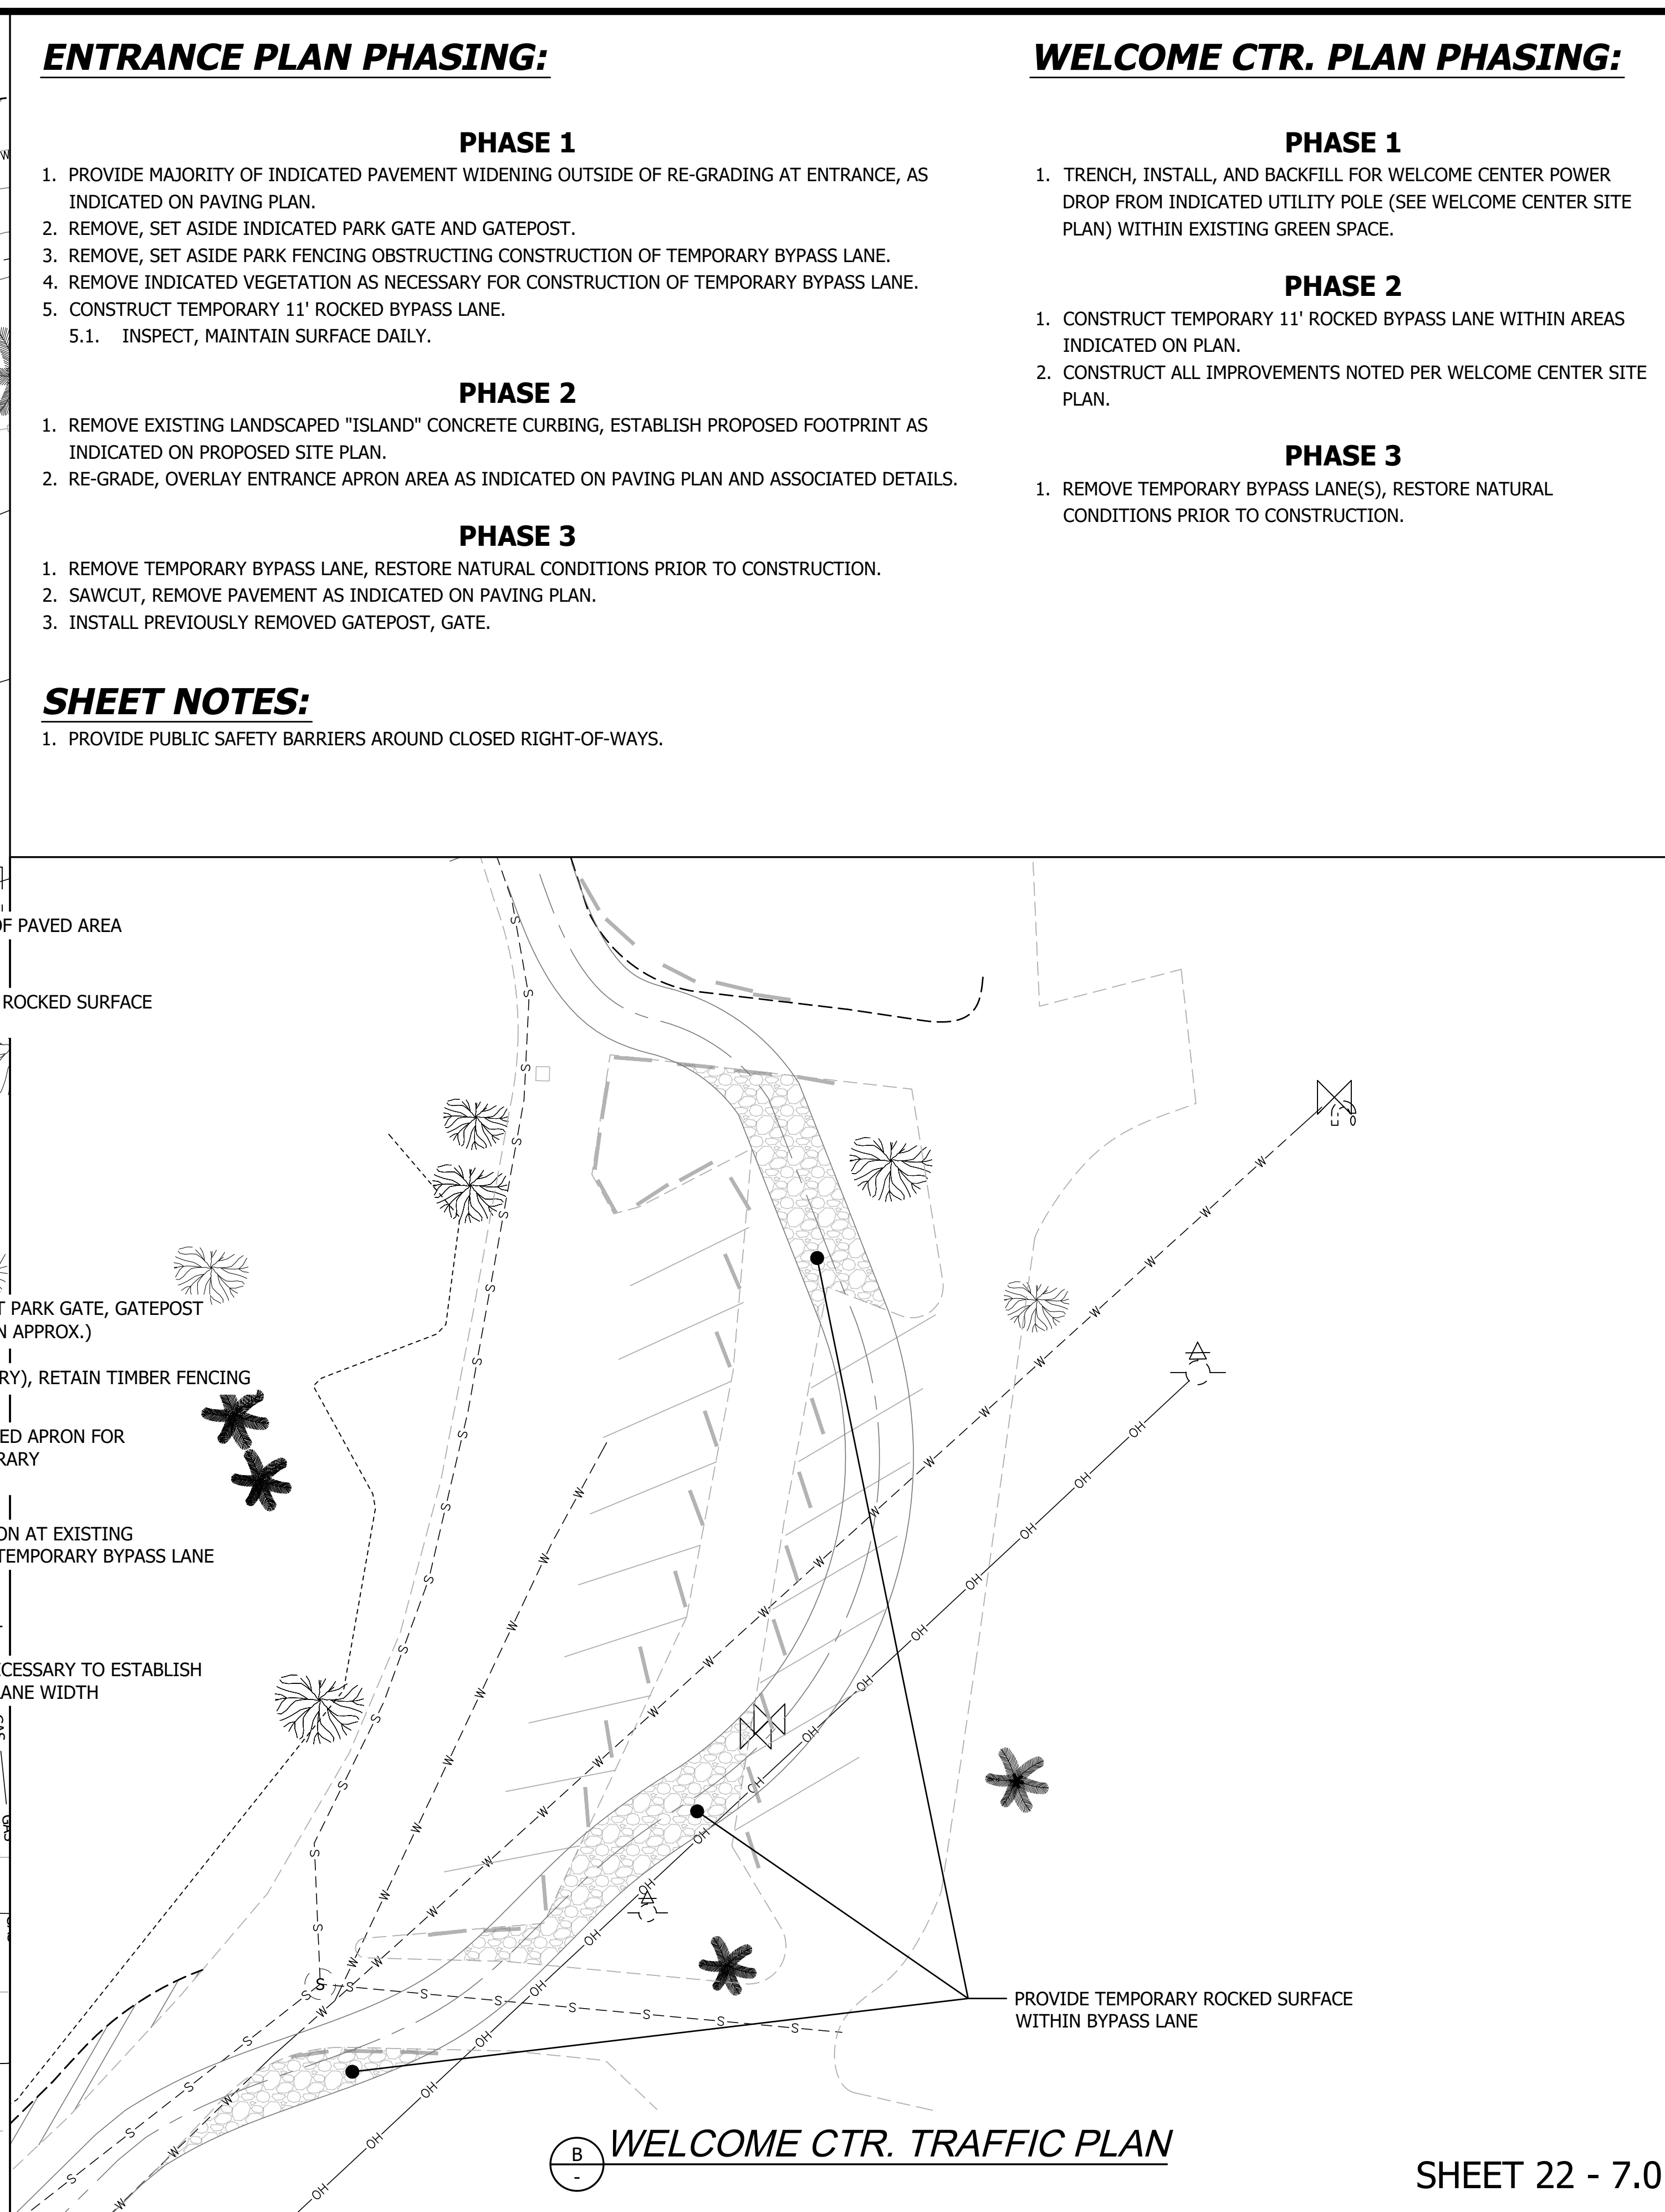 ENTRANCE PLAN PHASING:
PHASE 1
1. PROVIDE MAJORITY OF INDICATED PAVEMENT WIDENING OUTSIDE OF RE-GRADING AT ENTRANCE, AS
INDICATED ON PAVING PLAN.
2. REMOVE, SET ASIDE INDICATED PARK GATE AND GATEPOST.
3. REMOVE, SET ASIDE PARK FENCING OBSTRUCTING CONSTRUCTION OF TEMPORARY BYPASS LANE.
4. REMOVE INDICATED VEGETATION AS NECESSARY FOR CONSTRUCTION OF TEMPORARY BYPASS LANE.
5. CONSTRUCT TEMPORARY 11' ROCKED BYPASS LANE.
5.1. INSPECT, MAINTAIN SURFACE DAILY.
PHASE 2
1. REMOVE EXISTING LANDSCAPED "ISLAND" CONCRETE CURBING, ESTABLISH PROPOSED FOOTPRINT AS
INDICATED ON PROPOSED SITE PLAN.
2. RE-GRADE, OVERLAY ENTRANCE APRON AREA AS INDICATED ON PAVING PLAN AND ASSOCIATED DETAILS.
PHASE 3
1. REMOVE TEMPORARY BYPASS LANE, RESTORE NATURAL CONDITIONS PRIOR TO CONSTRUCTION.
2. SAWCUT, REMOVE PAVEMENT AS INDICATED ON PAVING PLAN.
3. INSTALL PREVIOUSLY REMOVED GATEPOST, GATE.
SHEET NOTES:
1. PROVIDE PUBLIC SAFETY BARRIERS AROUND CLOSED RIGHT-OF-WAYS.
WELCOME CTR. PLAN PHASING:
PHASE 1
1. TRENCH, INSTALL, AND BACKFILL FOR WELCOME CENTER POWER
DROP FROM INDICATED UTILITY POLE (SEE WELCOME CENTER SITE
PLAN) WITHIN EXISTING GREEN SPACE.
PHASE 2
1. CONSTRUCT TEMPORARY 11' ROCKED BYPASS LANE WITHIN AREAS
INDICATED ON PLAN.
2. CONSTRUCT ALL IMPROVEMENTS NOTED PER WELCOME CENTER SITE
PLAN.
PHASE 3
1. REMOVE TEMPORARY BYPASS LANE(S), RESTORE NATURAL
CONDITIONS PRIOR TO CONSTRUCTION.
OF PAVED AREA
ROCKED SURFACE
PARK GATE, GATEPOST
APPROX.)
RY), RETAIN TIMBER FENCING
ED APRON FOR
RARY
ON AT EXISTING
TEMPORARY BYPASS LANE
CESSARY TO ESTABLISH
ANE WIDTH
PROVIDE TEMPORARY ROCKED SURFACE
WITHIN BYPASS LANE
B
-
WELCOME CTR. TRAFFIC PLAN
SHEET 22 - 7.0